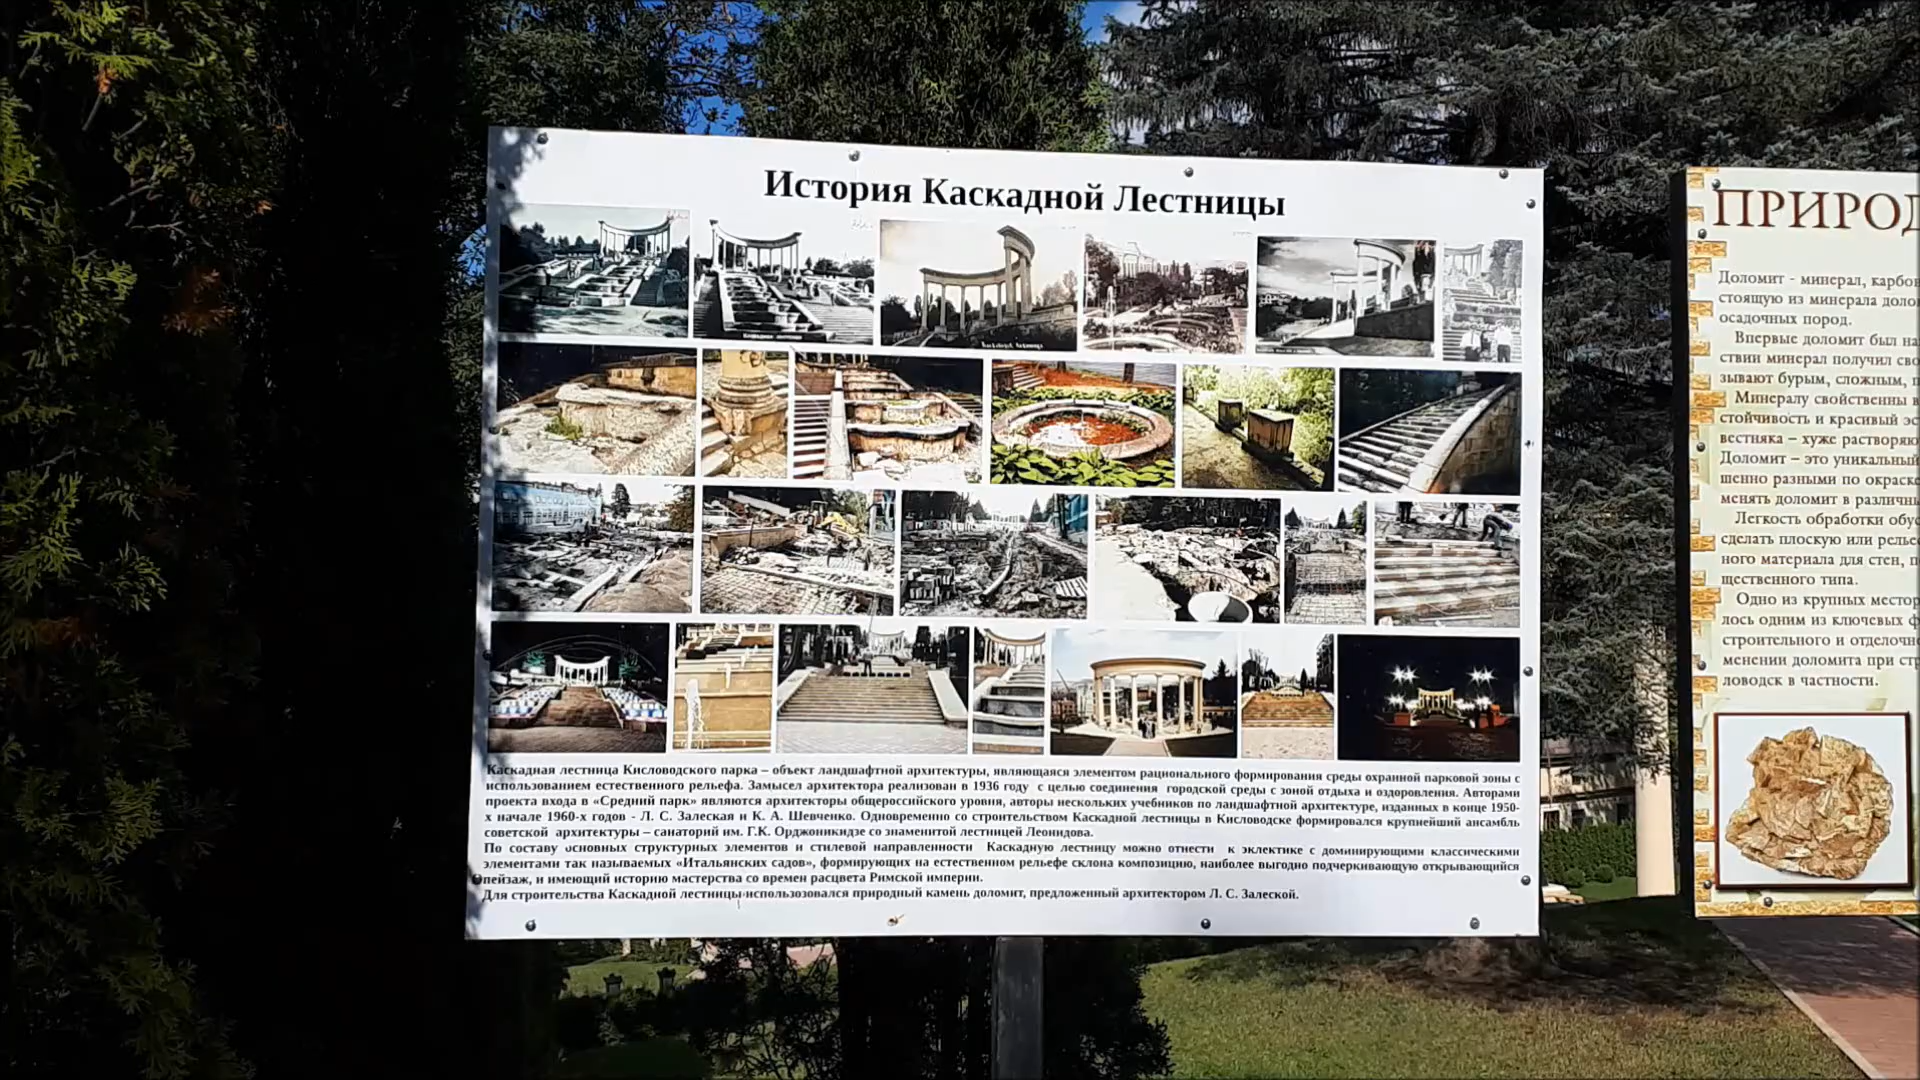 История Каскадной Лестницы
Каскадная лестница Кисловодского парка – объект ландшафтной архитектуры, являющаяся элементом рационального формирования среды охранной парковой зоны с
использованием естественного рельефа. Замысел архитектора реализован в 1936 году с целью соединения городской среды с зоной отдыха и оздоровления. Авторами
проекта входа в «Средний парк» являются архитекторы общероссийского уровня, авторы нескольких учебников по ландшафтной архитектуре, изданных в конце 1950-
х начале 1960-х годов - Л. С. Залеская и К. А. Шевченко. Одновременно со строительством Каскадной лестницы в Кисловодске формировался крупнейший ансамбль
советской архитектуры – санаторий им. Г.К. Орджоникидзе со знаменитой лестницей Леонидова.
По составу основных структурных элементов и стилевой направленности Каскадную лестницу можно отнести к эклектике с доминирующими классическими
элементами так называемых «Итальянских садов», формирующих на естественном рельефе склона композицию, наиболее выгодно подчеркивающую открывающийся
пейзаж, и имеющий историю мастерства со времен расцвета Римской империи.
Для строительства Каскадной лестницы использозовался природный камень доломит, предложенный архитектором Л. С. Залеской.
ПРИРОД
Доломит - минерал, карбон
стоящую из минерала доло
осадочных пород.
Впервые доломит был на
ствии минерал получил сво
зывают бурым, сложным,
Минералу свойственны в
стойчивость и красивый эс
вестняка – хуже растворяю
Доломит – это уникальный
шенно разными по окраске
менять доломит в различн
Легкость обработки обус
сделать плоскую или релье
ного материала для стен, п
щественного типа.
Одно из крупных местор
лось одним из ключевых ф
строительного и отделочн
менении доломита при стр
ловодск в частности.